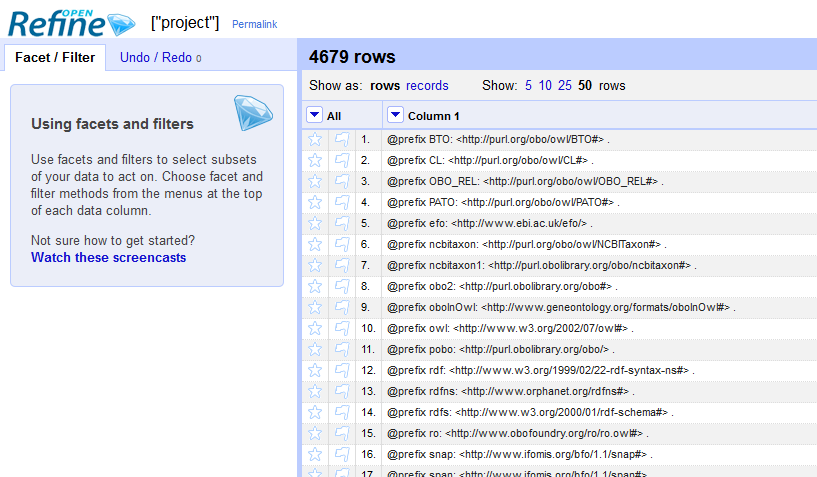 OPEN
Refine ["project"] Permalink
Facet / Filter Undo / Redo 0
Using facets and filters
Use facets and filters to select subsets
of your data to act on. Choose facet and
filter methods from the menus at the top
of each data column.
Not sure how to get started?
Watch these screencasts
4679 rows
Show as: rows records Show: 5 10 25 50 rows
All Column 1
1. @prefix BTO: <http://purl.org/obo/owl/BTO#> .
2. @prefix CL: <http://purl.org/obo/owl/CL#> .
3. @prefix OBO_REL: <http://purl.org/obo/owl/OBO_REL#> .
4. @prefix PATO: <http://purl.org/obo/owl/PATO#> .
5. @prefix efo: <http://www.ebi.ac.uk/efo/> .
6. @prefix ncbitaxon: <http://purl.org/obo/owl/NCBITaxon#> .
7. @prefix ncbitaxon1: <http://purl.obolibrary.org/obo/ncbitaxon#> .
8. @prefix obo2: <http://purl.obolibrary.org/obo#> .
9. @prefix oboInOwl: <http://www.geneontology.org/formats/oboInOwl#> .
10. @prefix owl: <http://www.w3.org/2002/07/owl#> .
11. @prefix pobo: <http://purl.obolibrary.org/obo/> .
12. @prefix rdf: <http://www.w3.org/1999/02/22-rdf-syntax-ns#> .
13. @prefix rdfns: <http://www.orphanet.org/rdfns#> .
14. @prefix rdfs: <http://www.w3.org/2000/01/rdf-schema#> .
15. @prefix ro: <http://www.obofoundry.org/ro/ro.owl#> .
16. @prefix snap: <http://www.ifomis.org/bfo/1.1/snap#> .
17. @prefix span: <http://www.ifomis.org/bfo/1.1/span#> .